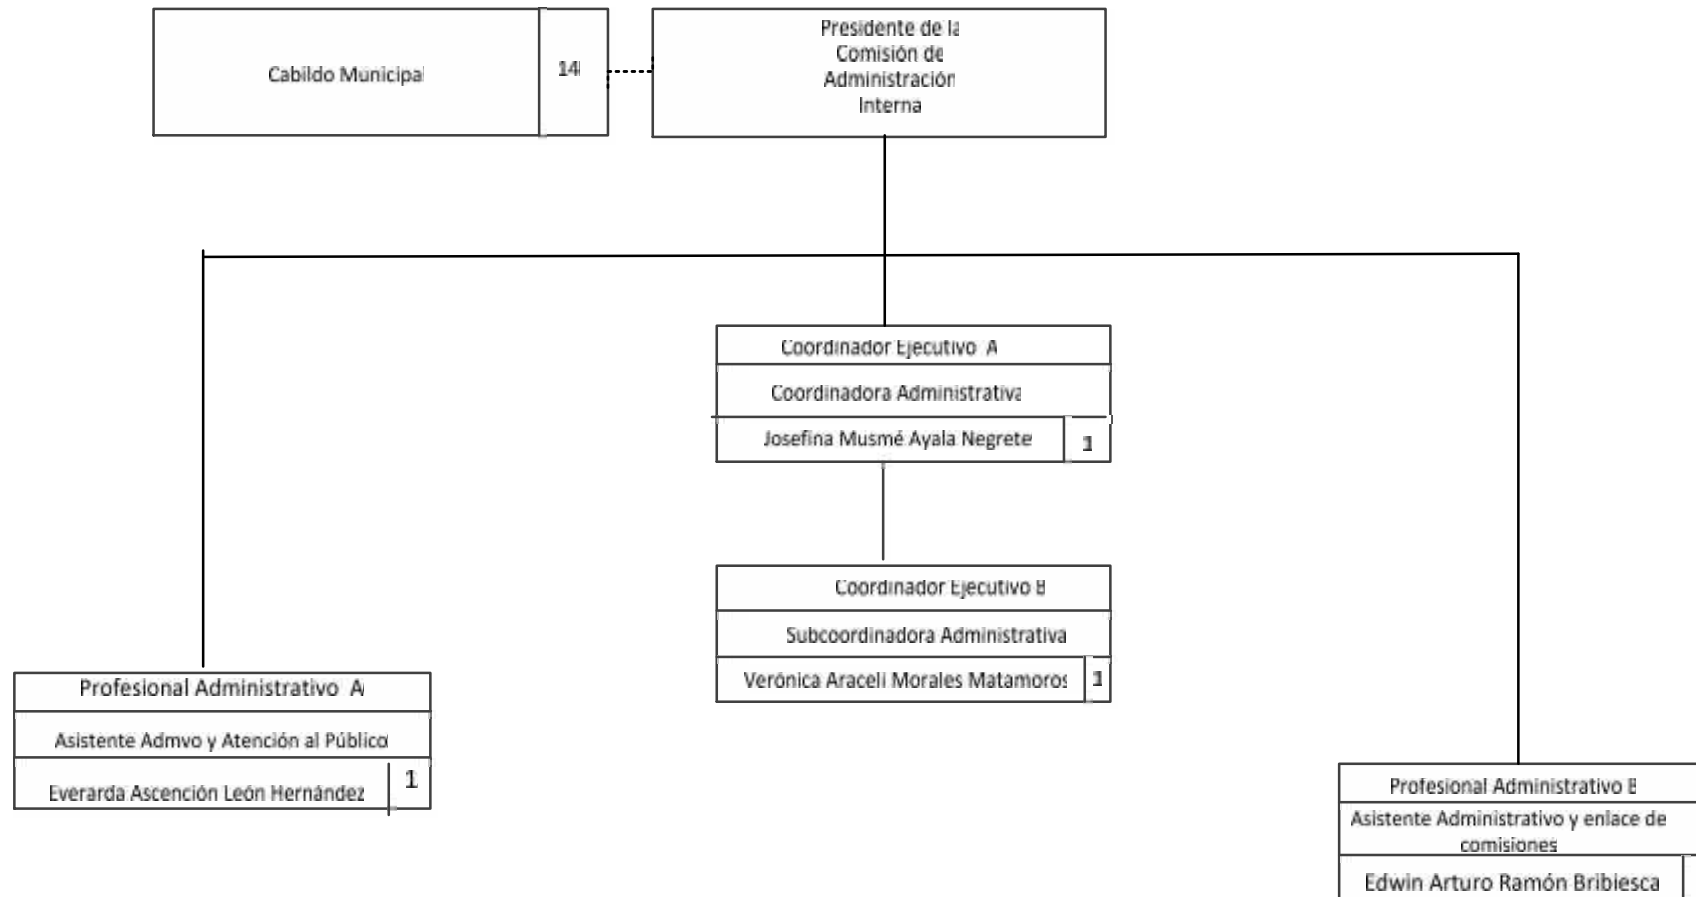 Cabildo Municipal
14
Presidente de la
Comisión de
Administración
Interna
Coordinador Ejecutivo A
Coordinadora Administrativa
Josefina Musmé Ayala Negrete
1
Coordinador Ejecutivo B
Subcoordinadora Administrativa
Verónica Araceli Morales Matamoros
1
Profesional Administrativo A
Asistente Admvo y Atención al Público
Everarda Ascención León Hernández
1
Profesional Administrativo B
Asistente Administrativo y enlace de
comisiones
Edwin Arturo Ramón Bribiesca